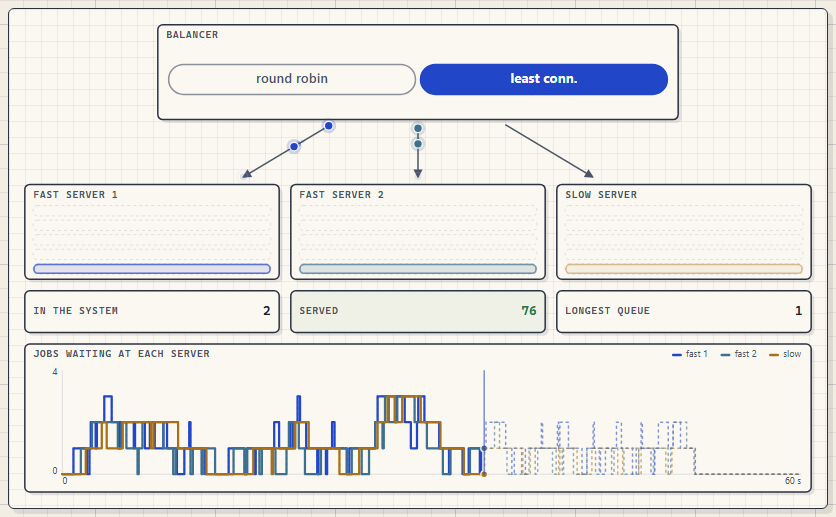 BALANCER
round robin
least conn.
FAST SERVER 1
FAST SERVER 2
SLOW SERVER
IN THE SYSTEM 2
SERVED 76
LONGEST QUEUE 1
JOBS WAITING AT EACH SERVER
fast 1
fast 2
slow
4
0
0
60 s